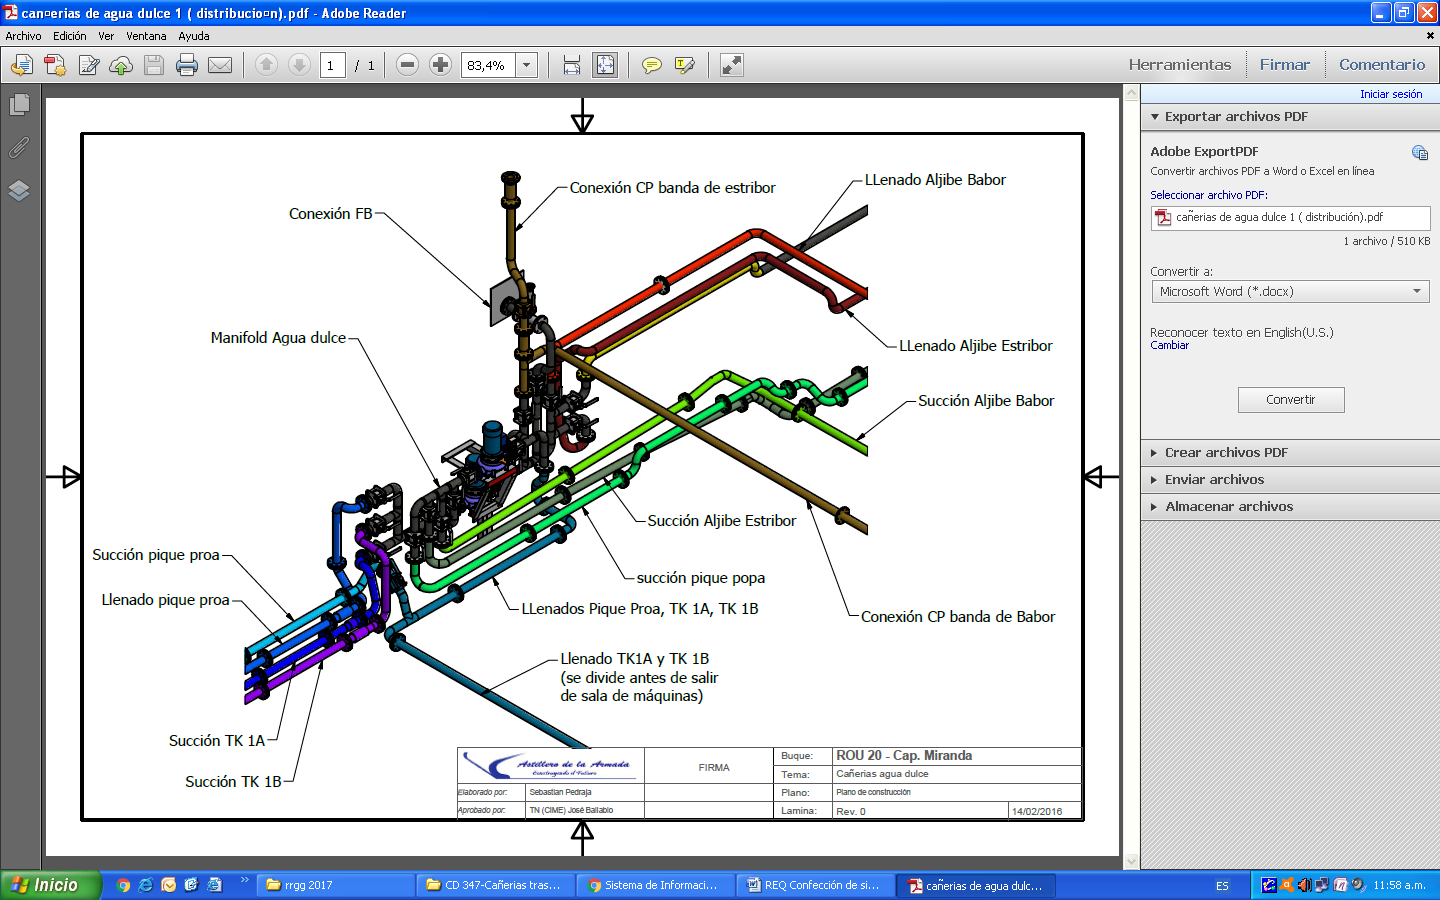 can¤erias de agua dulce 1 ( distribucio¤n).pdf - Adobe Reader
Archivo Edición Ver Ventana Ayuda
1 / 1 83,4% Herramientas Firmar Comentario
Iniciar sesión
Exportar archivos PDF
Adobe ExportPDF
Convertir archivos PDF a Word o Excel en línea
Seleccionar archivo PDF:
cañerias de agua dulce 1 ( distribución).pdf
1 archivo / 510 KB
Convertir a:
Microsoft Word (*.docx)
Reconocer texto en English(U.S.)
Cambiar
Convertir
Crear archivos PDF
Enviar archivos
Almacenar archivos
Conexión CP banda de estribor
LLenado Aljibe Babor
Conexión FB
Manifold Agua dulce
LLenado Aljibe Estribor
Succión Aljibe Babor
Succión Aljibe Estribor
Succión pique proa
succión pique popa
Llenado pique proa
LLenados Pique Proa, TK 1A, TK 1B
Conexión CP banda de Babor
Llenado TK1A y TK 1B
(se divide antes de salir
de sala de máquinas)
Succión TK 1A
Succión TK 1B
Astillero de la Armada
Construyendo el Futuro
FIRMA
Buque: ROU 20 - Cap. Miranda
Tema: Cañerias agua dulce
Elaborado por: Sebastian Pedraja
Plano: Plano de construcción
Aprobado por: TN (CIME) José Ballabio
Lamina: Rev. 0 14/02/2016
Inicio
rrgg 2017
CD 347-Cañerias tras...
Sistema de Informaci...
REQ Confección de si...
cañerias de agua dulc...
ES
11:58 a.m.